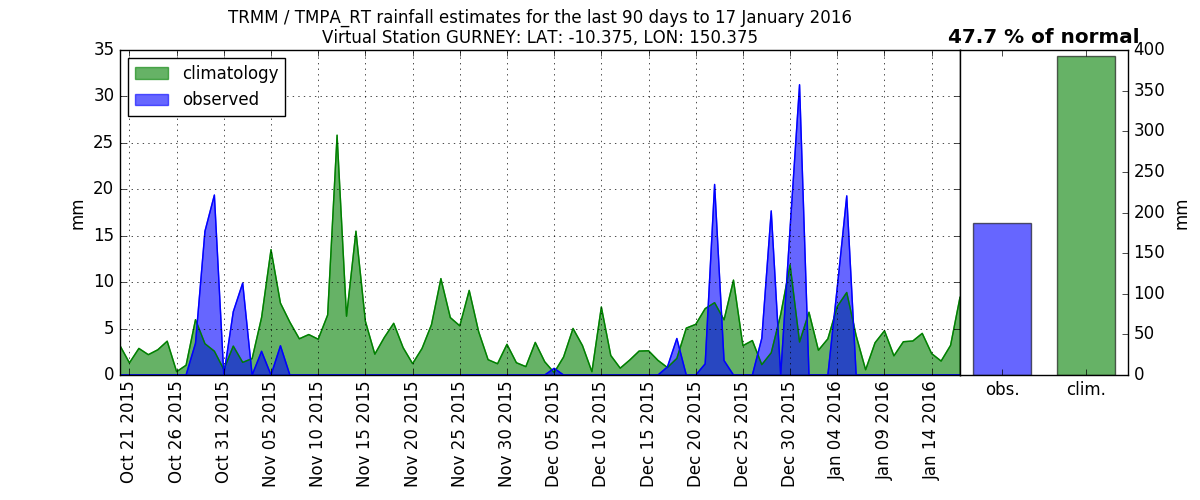 TRMM / TMPA_RT rainfall estimates for the last 90 days to 17 January 2016
Virtual Station GURNEY: LAT: -10.375, LON: 150.375
47.7 % of normal
climatology
observed
35
30
25
20
15
10
5
0
mm
Oct 21 2015
Oct 26 2015
Oct 31 2015
Nov 05 2015
Nov 10 2015
Nov 15 2015
Nov 20 2015
Nov 25 2015
Nov 30 2015
Dec 05 2015
Dec 10 2015
Dec 15 2015
Dec 20 2015
Dec 25 2015
Dec 30 2015
Jan 04 2016
Jan 09 2016
Jan 14 2016
400
350
300
250
200
150
100
50
0
mm
obs.
clim.